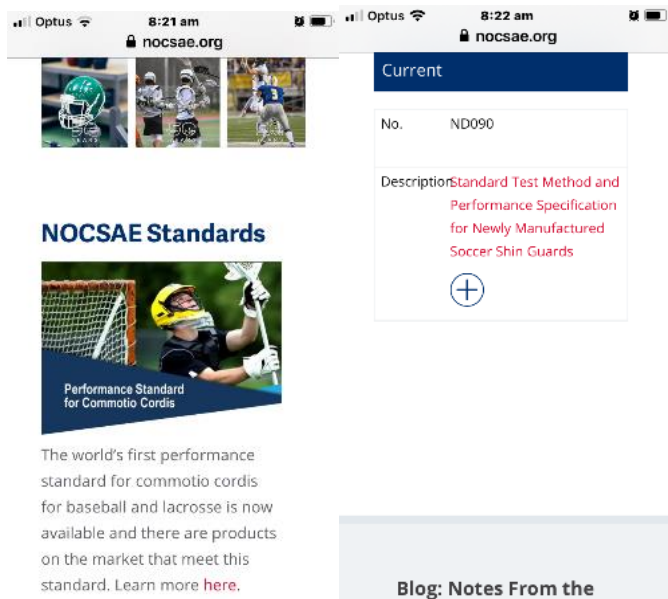 Optus
8:21 am
nocsae.org
NOCSAE Standards
Performance Standard
for Commotio Cordis
The world's first performance
standard for commotio cordis
for baseball and lacrosse is now
available and there are products
on the market that meet this
standard. Learn more here.
Optus
8:22 am
nocsae.org
Current
No. ND090
Description Standard Test Method and
Performance Specification
for Newly Manufactured
Soccer Shin Guards
Blog: Notes From the